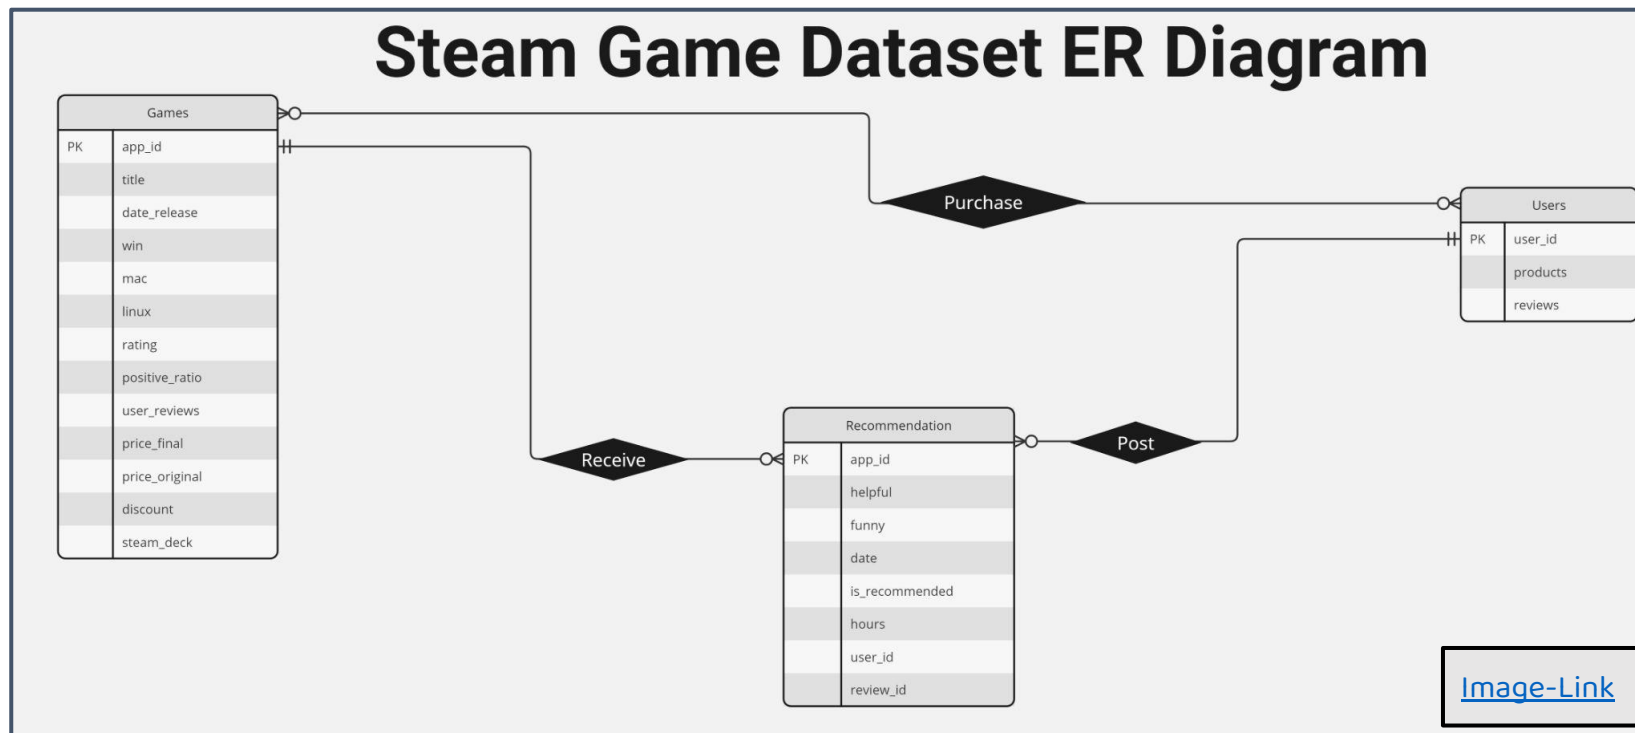 Steam Game Dataset ER Diagram
Games
PK app_id
title
date_release
win
mac
linux
rating
positive_ratio
user_reviews
price_final
price_original
discount
steam_deck
Purchase
Users
PK user_id
products
reviews
Receive
Recommendation
PK app_id
helpful
funny
date
is_recommended
hours
user_id
review_id
Post
Image-Link